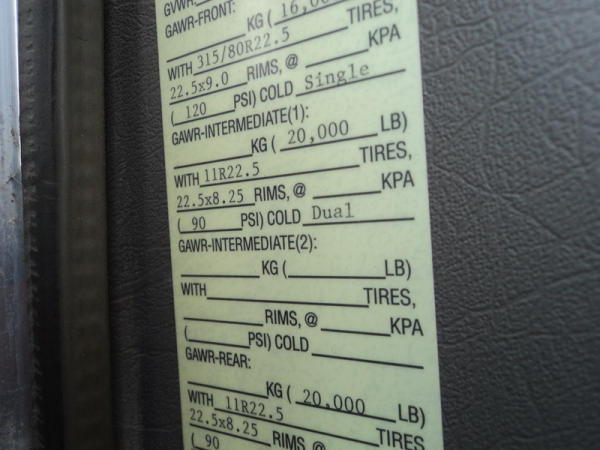 GVWR:
GAWR-FRONT:
KG ( 16,00
WITH 315/80R22.5 TIRES,
22.5x9.0 RIMS, @ KPA
( 120 PSI) COLD Single
GAWR-INTERMEDIATE(1):
KG ( 20,000 LB)
WITH 11R22.5 TIRES,
22.5x8.25 RIMS, @ KPA
( 90 PSI) COLD Dual
GAWR-INTERMEDIATE(2):
KG ( LB)
WITH TIRES,
RIMS, @ KPA
( PSI) COLD
GAWR-REAR:
KG ( 20,000 LB)
WITH 11R22.5 TIRES
22.5x8.25 RIMS, @ KPA
( 90